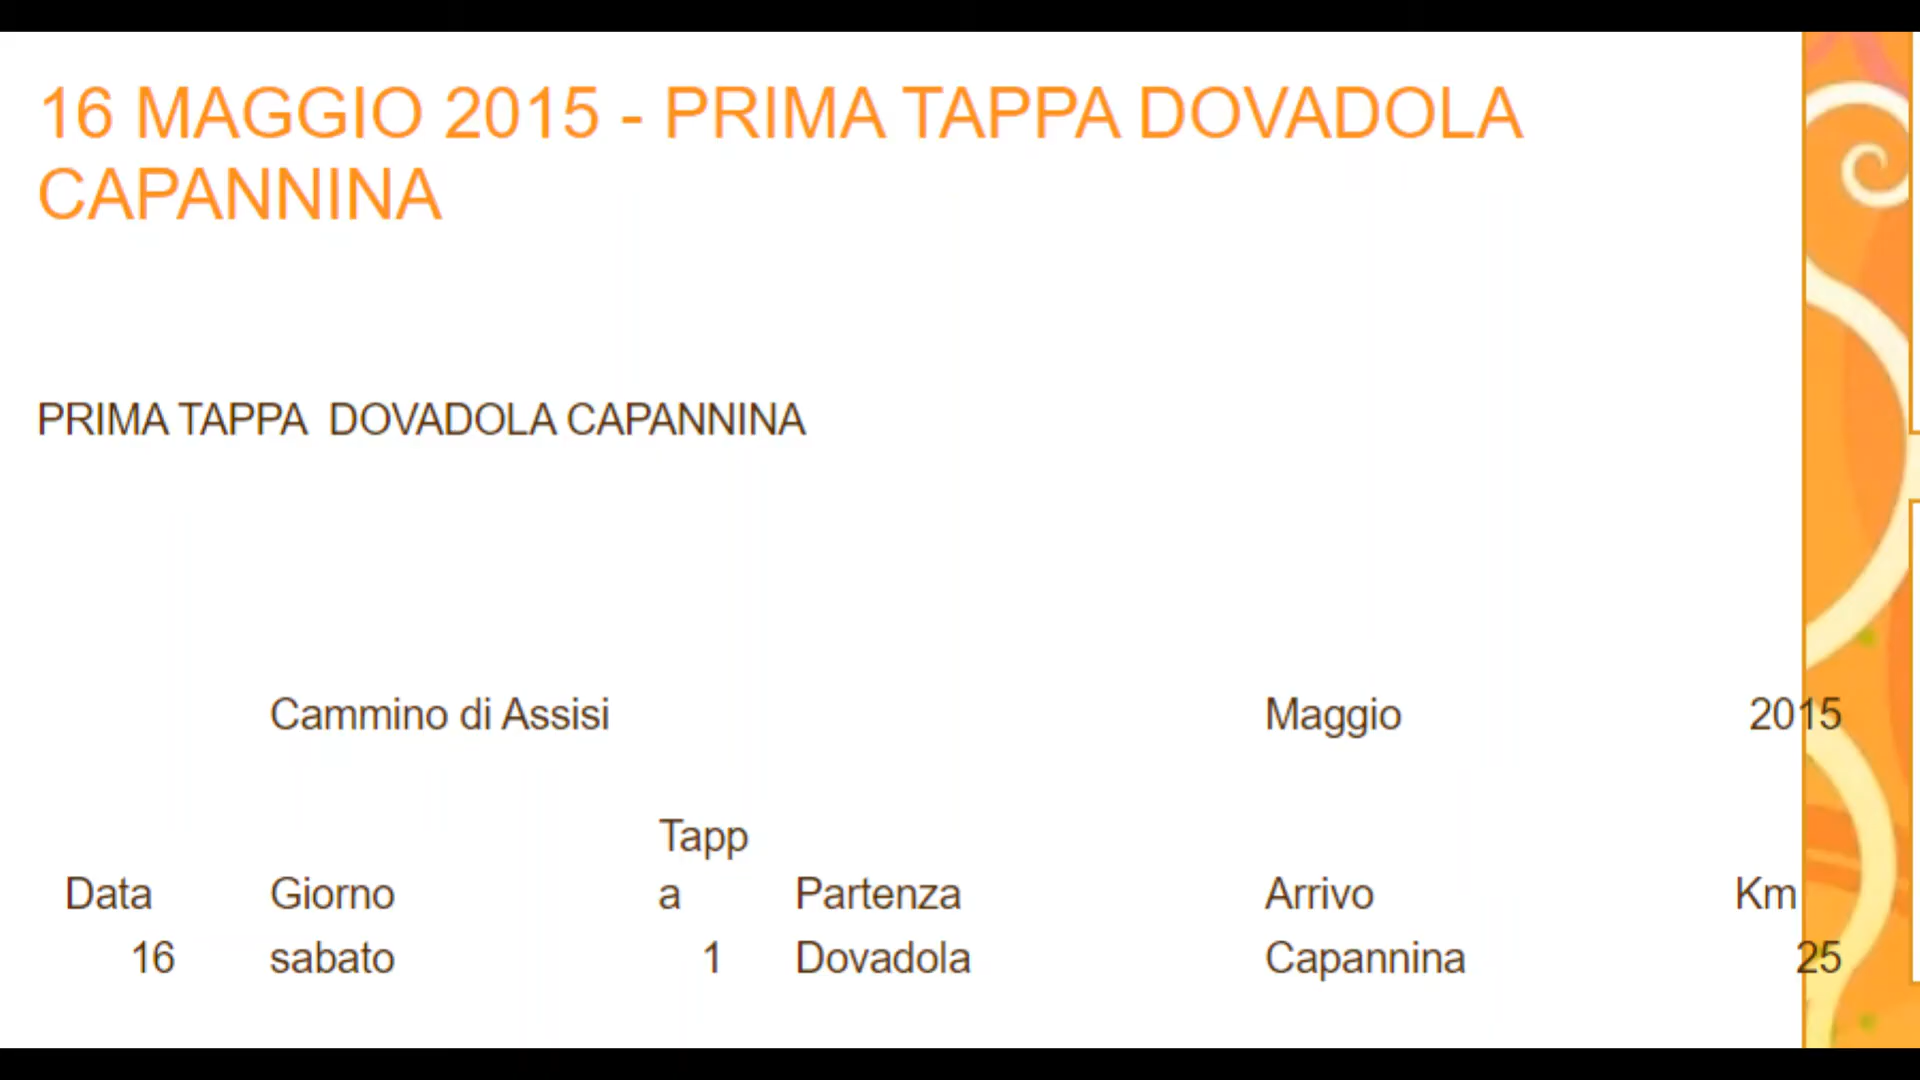 16 MAGGIO 2015 - PRIMA TAPPA DOVADOLA
CAPANNINA
PRIMA TAPPA  DOVADOLA CAPANNINA
Cammino di Assisi Maggio 2015
Tapp
Data Giorno a Partenza Arrivo Km
16 sabato 1 Dovadola Capannina 25